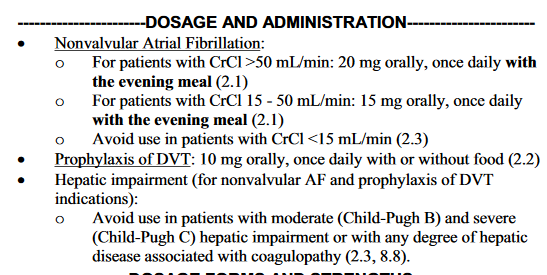 -----------------------DOSAGE AND ADMINISTRATION-----------------------
• Nonvalvular Atrial Fibrillation:
o For patients with CrCl >50 mL/min: 20 mg orally, once daily with
the evening meal (2.1)
o For patients with CrCl 15 - 50 mL/min: 15 mg orally, once daily
with the evening meal (2.1)
o Avoid use in patients with CrCl <15 mL/min (2.3)
• Prophylaxis of DVT: 10 mg orally, once daily with or without food (2.2)
• Hepatic impairment (for nonvalvular AF and prophylaxis of DVT
indications):
o Avoid use in patients with moderate (Child-Pugh B) and severe
(Child-Pugh C) hepatic impairment or with any degree of hepatic
disease associated with coagulopathy (2.3, 8.8).
DOSAGE FORMS AND STRENGTHS